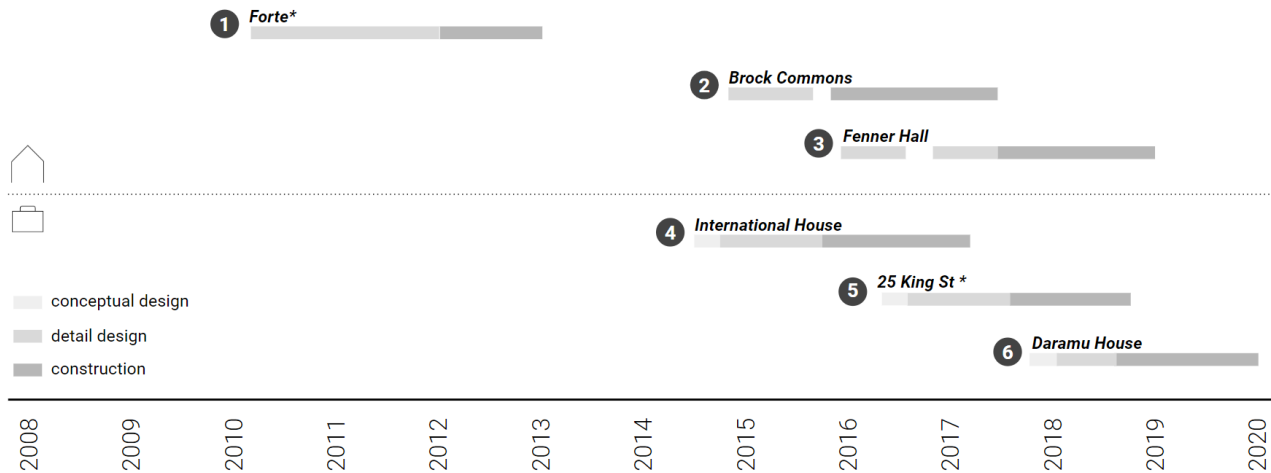 1 Forte*
2 Brock Commons
3 Fenner Hall
4 International House
5 25 King St *
6 Daramu House
conceptual design
detail design
construction
2008 2009 2010 2011 2012 2013 2014 2015 2016 2017 2018 2019 2020